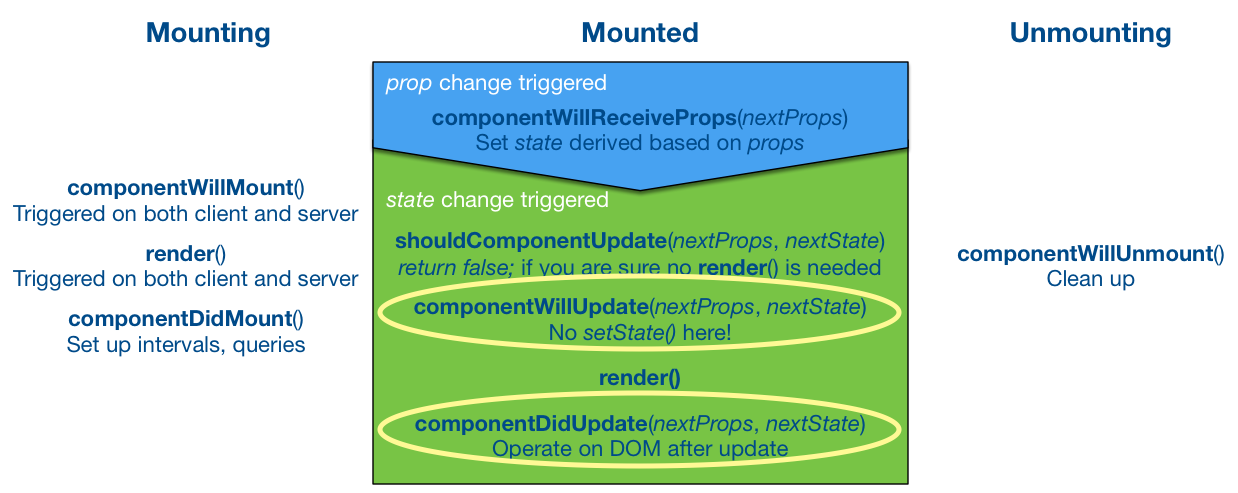 Mounting
Mounted
Unmounting
prop change triggered
componentWillReceiveProps(nextProps)
Set state derived based on props
componentWillMount()
Triggered on both client and server
render()
Triggered on both client and server
componentDidMount()
Set up intervals, queries
state change triggered
shouldComponentUpdate(nextProps, nextState)
return false; if you are sure no render() is needed
componentWillUpdate(nextProps, nextState)
No setState() here!
render()
componentDidUpdate(nextProps, nextState)
Operate on DOM after update
componentWillUnmount()
Clean up